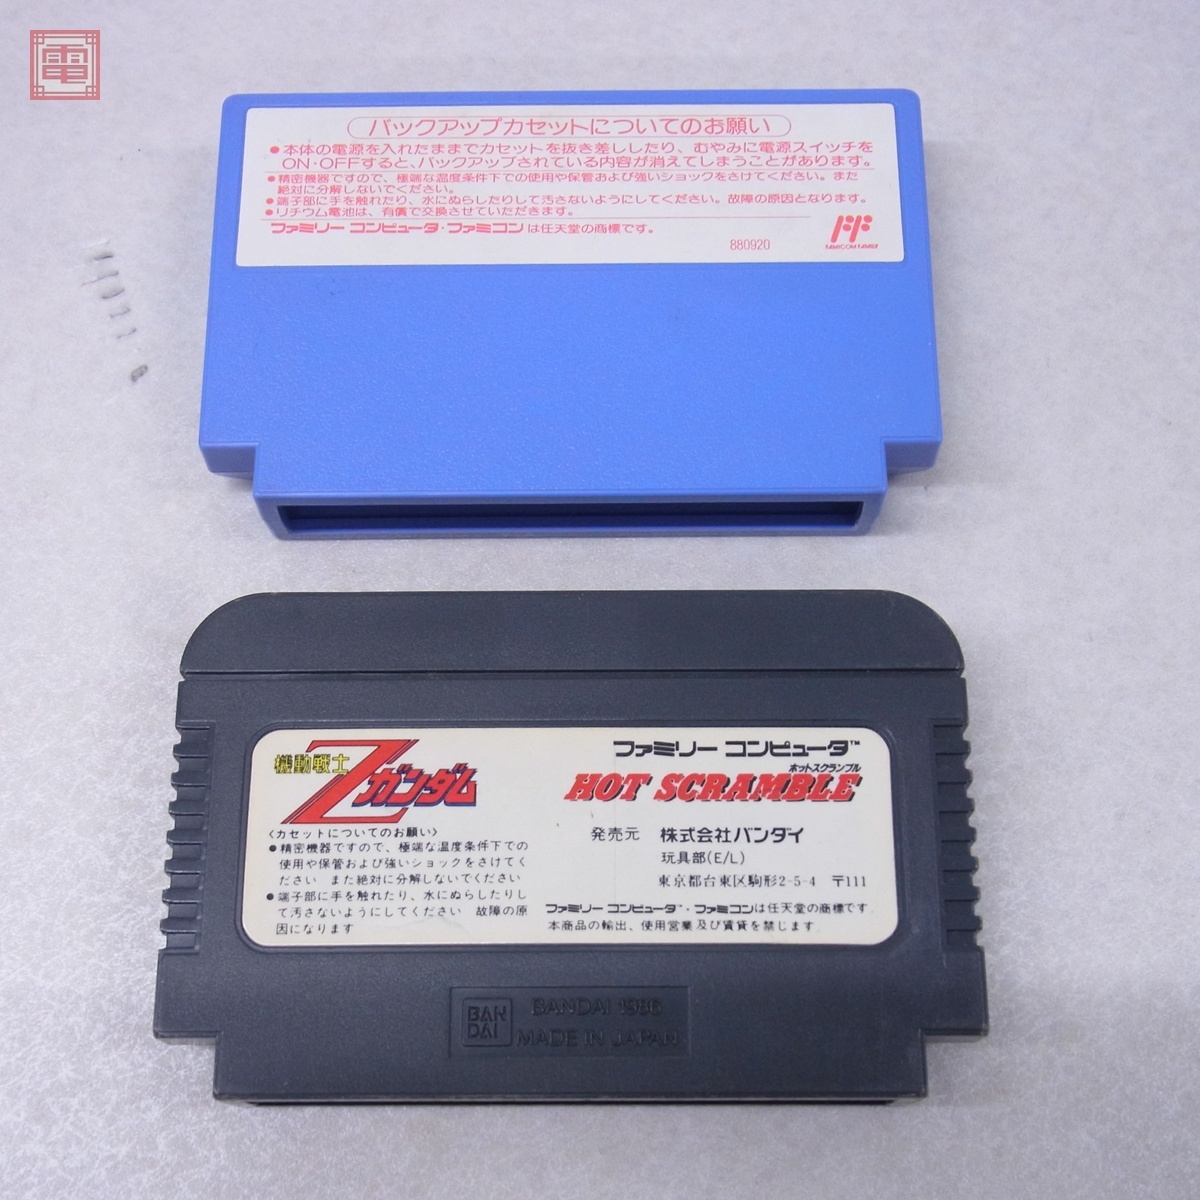 電
バックアップカセットについてのお願い
●本体の電源を入れたままでカセットを抜き差ししたり、むやみに電源スイッチを
ON・OFFすると、バックアップされている内容が消えてしまうことがあります。
●精密機器ですので、極端な温度条件下での使用や保管および強いショックをさけてください。また
絶対に分解しないでください。
●端子部に手を触れたり、水にぬらしたりして汚さないようにしてください。故障の原因となります。
●リチウム電池は、有償で交換させていただきます。
ファミリー コンピュータ・ファミコンは任天堂の商標です。
880920
FF
FAMICOM FAMILY
機動戦士
Zガンダム
<カセットについてのお願い>
●精密機器ですので、極端な温度条件下での
使用や保管および強いショックをさけてく
ださい また絶対に分解しないでください
●端子部に手を触れたり、水にぬらしたりし
て汚さないようにしてください 故障の原
因になります
ファミリー コンピュータ™
ホットスクランブル
HOT SCRAMBLE
発売元 株式会社バンダイ
玩具部(E/L)
東京都台東区駒形2-5-4 〒111
ファミリー コンピュータ™・ファミコンは任天堂の商標です
本商品の輸出、使用営業及び賃貸を禁じます
BAN
DAI
BANDAI 1986
MADE IN JAPAN